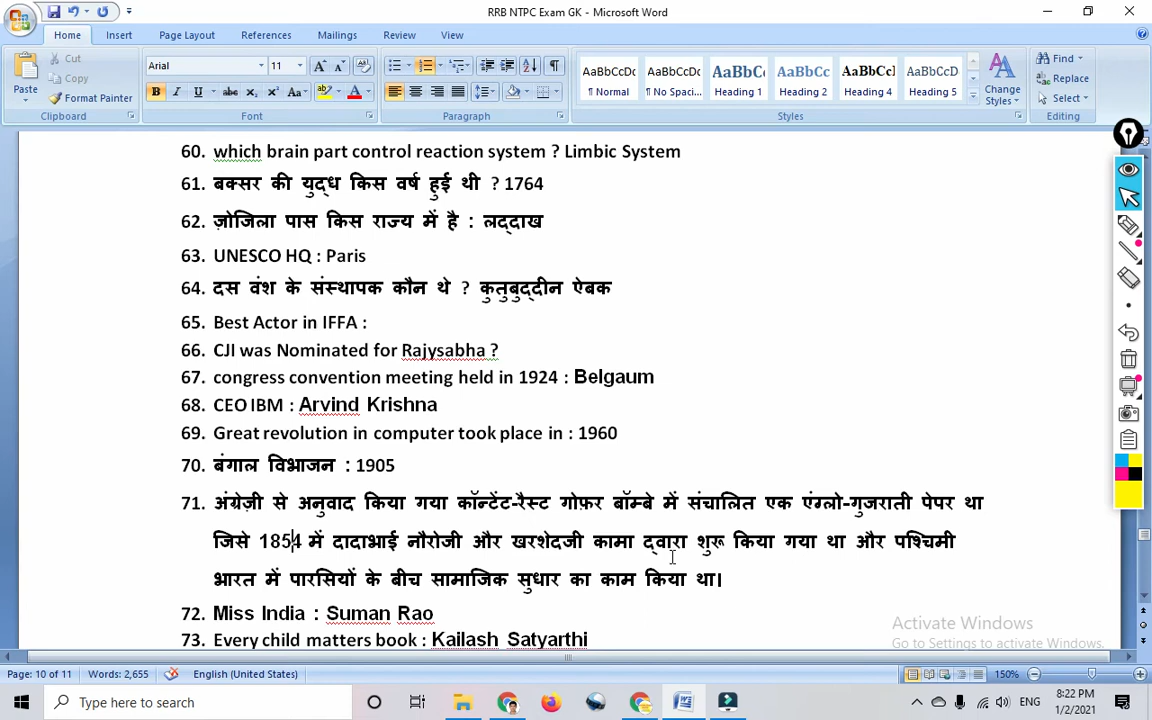 RRB NTPC Exam GK - Microsoft Word
Home Insert Page Layout References Mailings Review View
Paste
Cut
Copy
Format Painter
Clipboard
Arial 11
B I U abc x₂ x² Aa
Font
Paragraph
AaBbCcDc AaBbCcDc AaBbC AaBbCc AaBbCcI AaBbCcD
¶ Normal ¶ No Spaci... Heading 1 Heading 2 Heading 4 Heading 5
Change Styles
Styles
Find
Replace
Select
Editing
60. which brain part control reaction system ? Limbic System
61. बक्सर की युद्ध किस वर्ष हुई थी ? 1764
62. ज़ोजिला पास किस राज्य में है : लद्दाख
63. UNESCO HQ : Paris
64. दस वंश के संस्थापक कौन थे ? कुतुबुद्दीन ऐबक
65. Best Actor in IFFA :
66. CJI was Nominated for Rajysabha ?
67. congress convention meeting held in 1924 : Belgaum
68. CEO IBM : Arvind Krishna
69. Great revolution in computer took place in : 1960
70. बंगाल विभाजन : 1905
71. अंग्रेज़ी से अनुवाद किया गया कॉन्टेंट-रैस्ट गोफ़र बॉम्बे में संचालित एक एंग्लो-गुजराती पेपर था
जिसे 1854 में दादाभाई नौरोजी और खरशेदजी कामा द्वारा शुरू किया गया था और पश्चिमी
भारत में पारसियों के बीच सामाजिक सुधार का काम किया था।
72. Miss India : Suman Rao
73. Every child matters book : Kailash Satyarthi
Activate Windows
Go to Settings to activate Windows.
Page: 10 of 11 Words: 2,655 English (United States) 150%
Type here to search
ENG
8:22 PM
1/2/2021